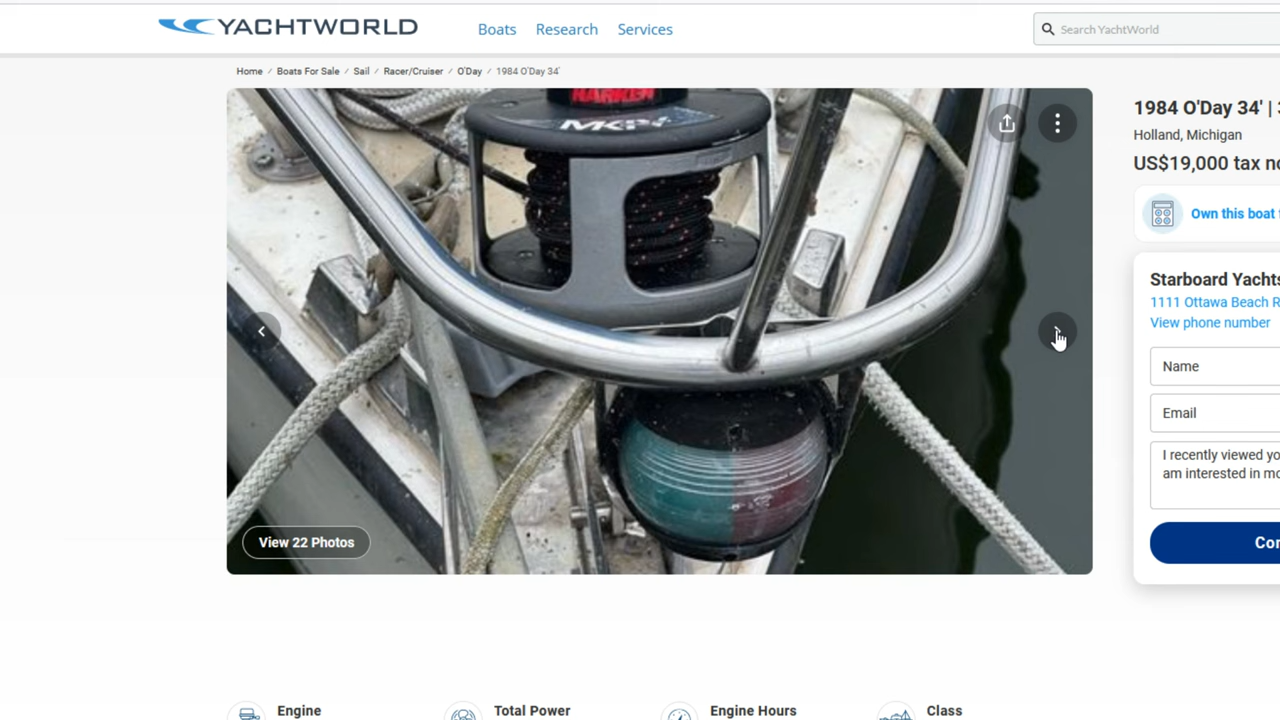 YACHTWORLD
Boats
Research
Services
Search YachtWorld
Home / Boats For Sale / Sail / Racer/Cruiser / O'Day / 1984 O'Day 34'
HARKEN
MKIV
1984 O'Day 34' |
Holland, Michigan
US$19,000 tax
Own this boat
Starboard Yachts
1111 Ottawa Beach R
View phone number
Name
Email
I recently viewed yo
am interested in mo
View 22 Photos
Engine
Total Power
Engine Hours
Class